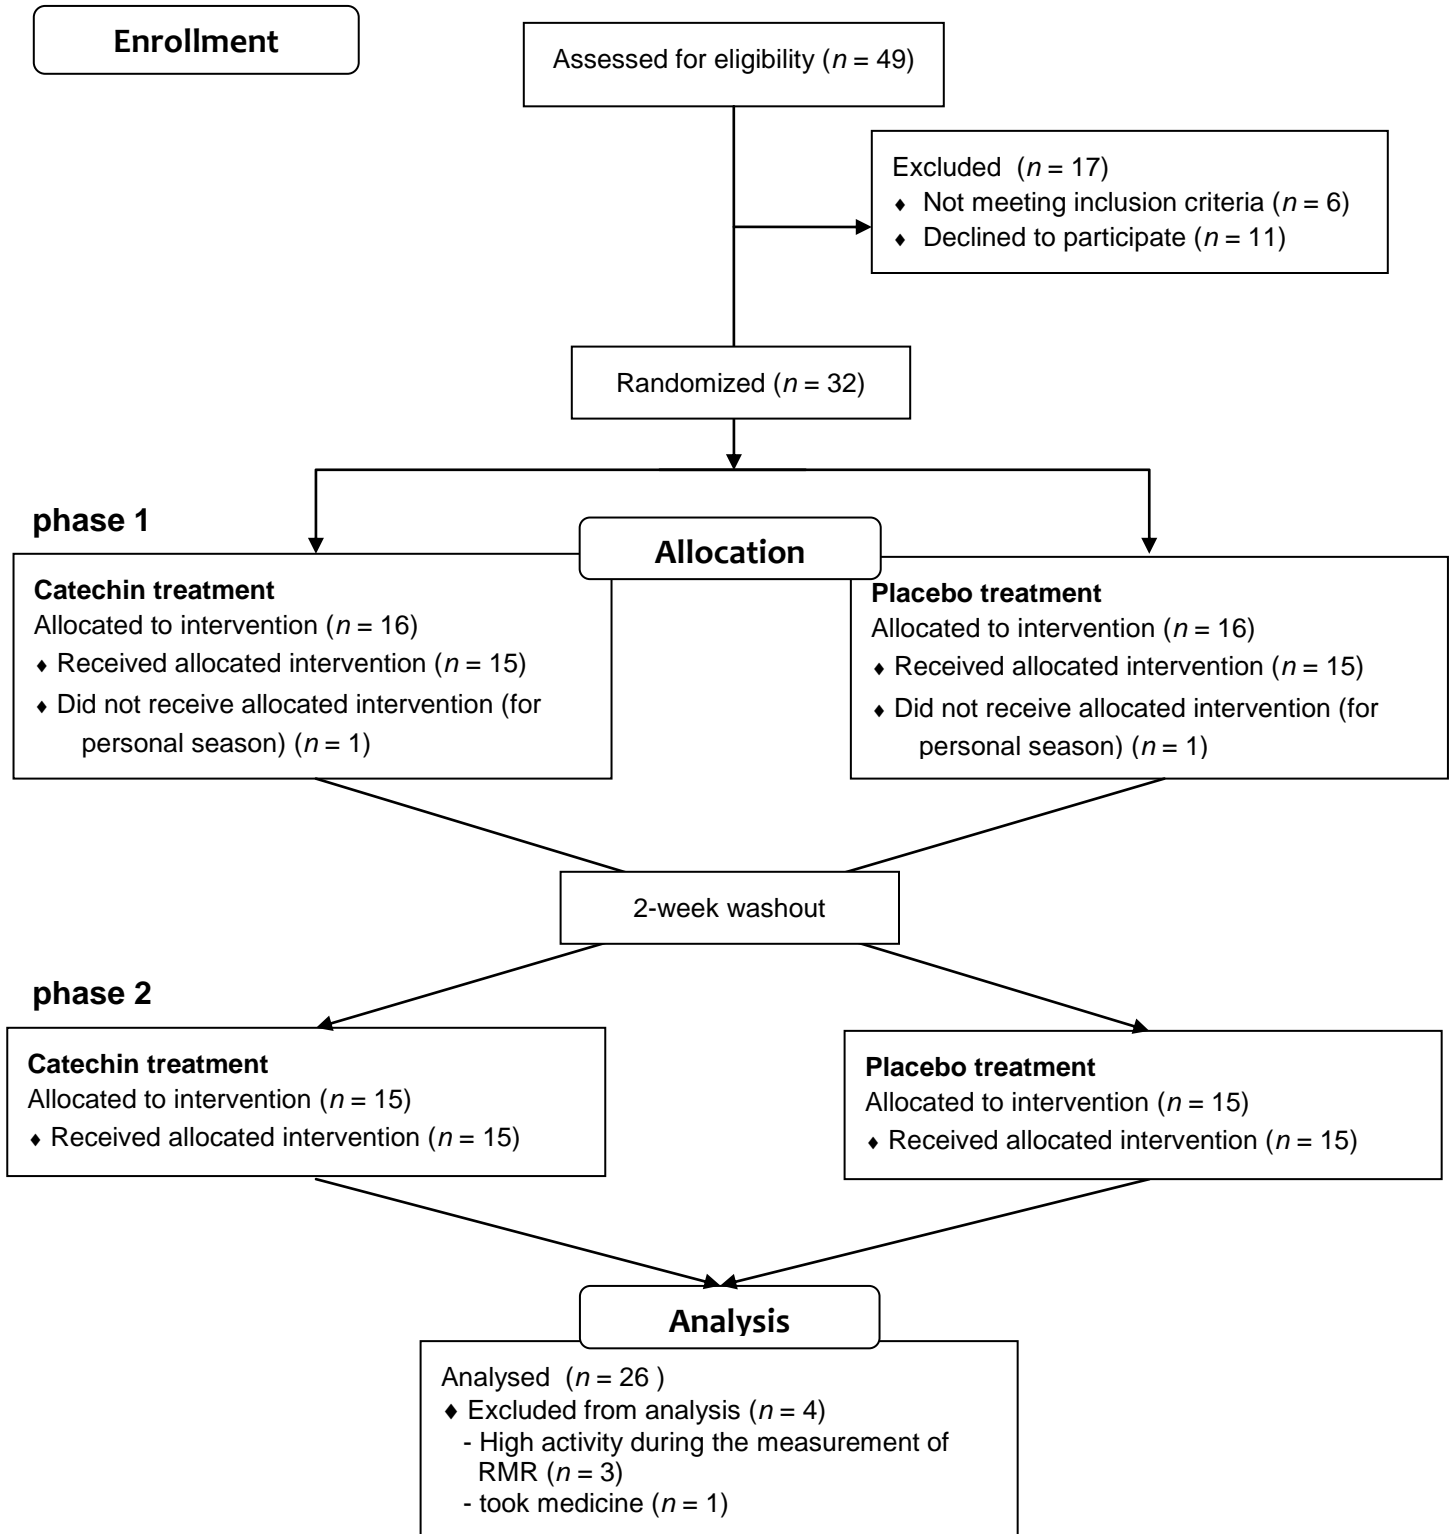 Enrollment
Assessed for eligibility (n = 49)
Excluded (n = 17)
♦ Not meeting inclusion criteria (n = 6)
♦ Declined to participate (n = 11)
Randomized (n = 32)
phase 1
Allocation
Catechin treatment
Allocated to intervention (n = 16)
♦ Received allocated intervention (n = 15)
♦ Did not receive allocated intervention (for
personal season) (n = 1)
Placebo treatment
Allocated to intervention (n = 16)
♦ Received allocated intervention (n = 15)
♦ Did not receive allocated intervention (for
personal season) (n = 1)
2-week washout
phase 2
Catechin treatment
Allocated to intervention (n = 15)
♦ Received allocated intervention (n = 15)
Placebo treatment
Allocated to intervention (n = 15)
♦ Received allocated intervention (n = 15)
Analysis
Analysed (n = 26 )
♦ Excluded from analysis (n = 4)
- High activity during the measurement of
RMR (n = 3)
- took medicine (n = 1)